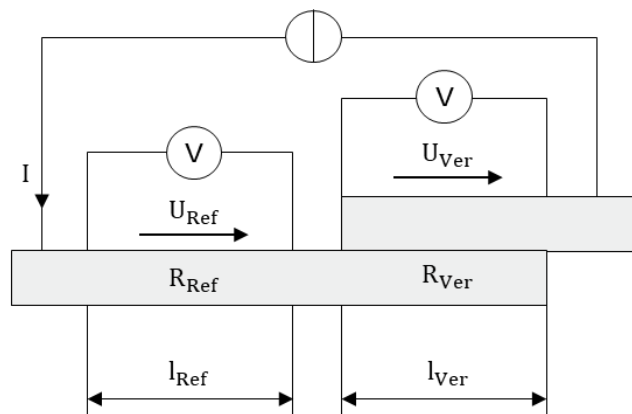 V
V
U_Ver
I
U_Ref
R_Ref
R_Ver
l_Ref
l_Ver